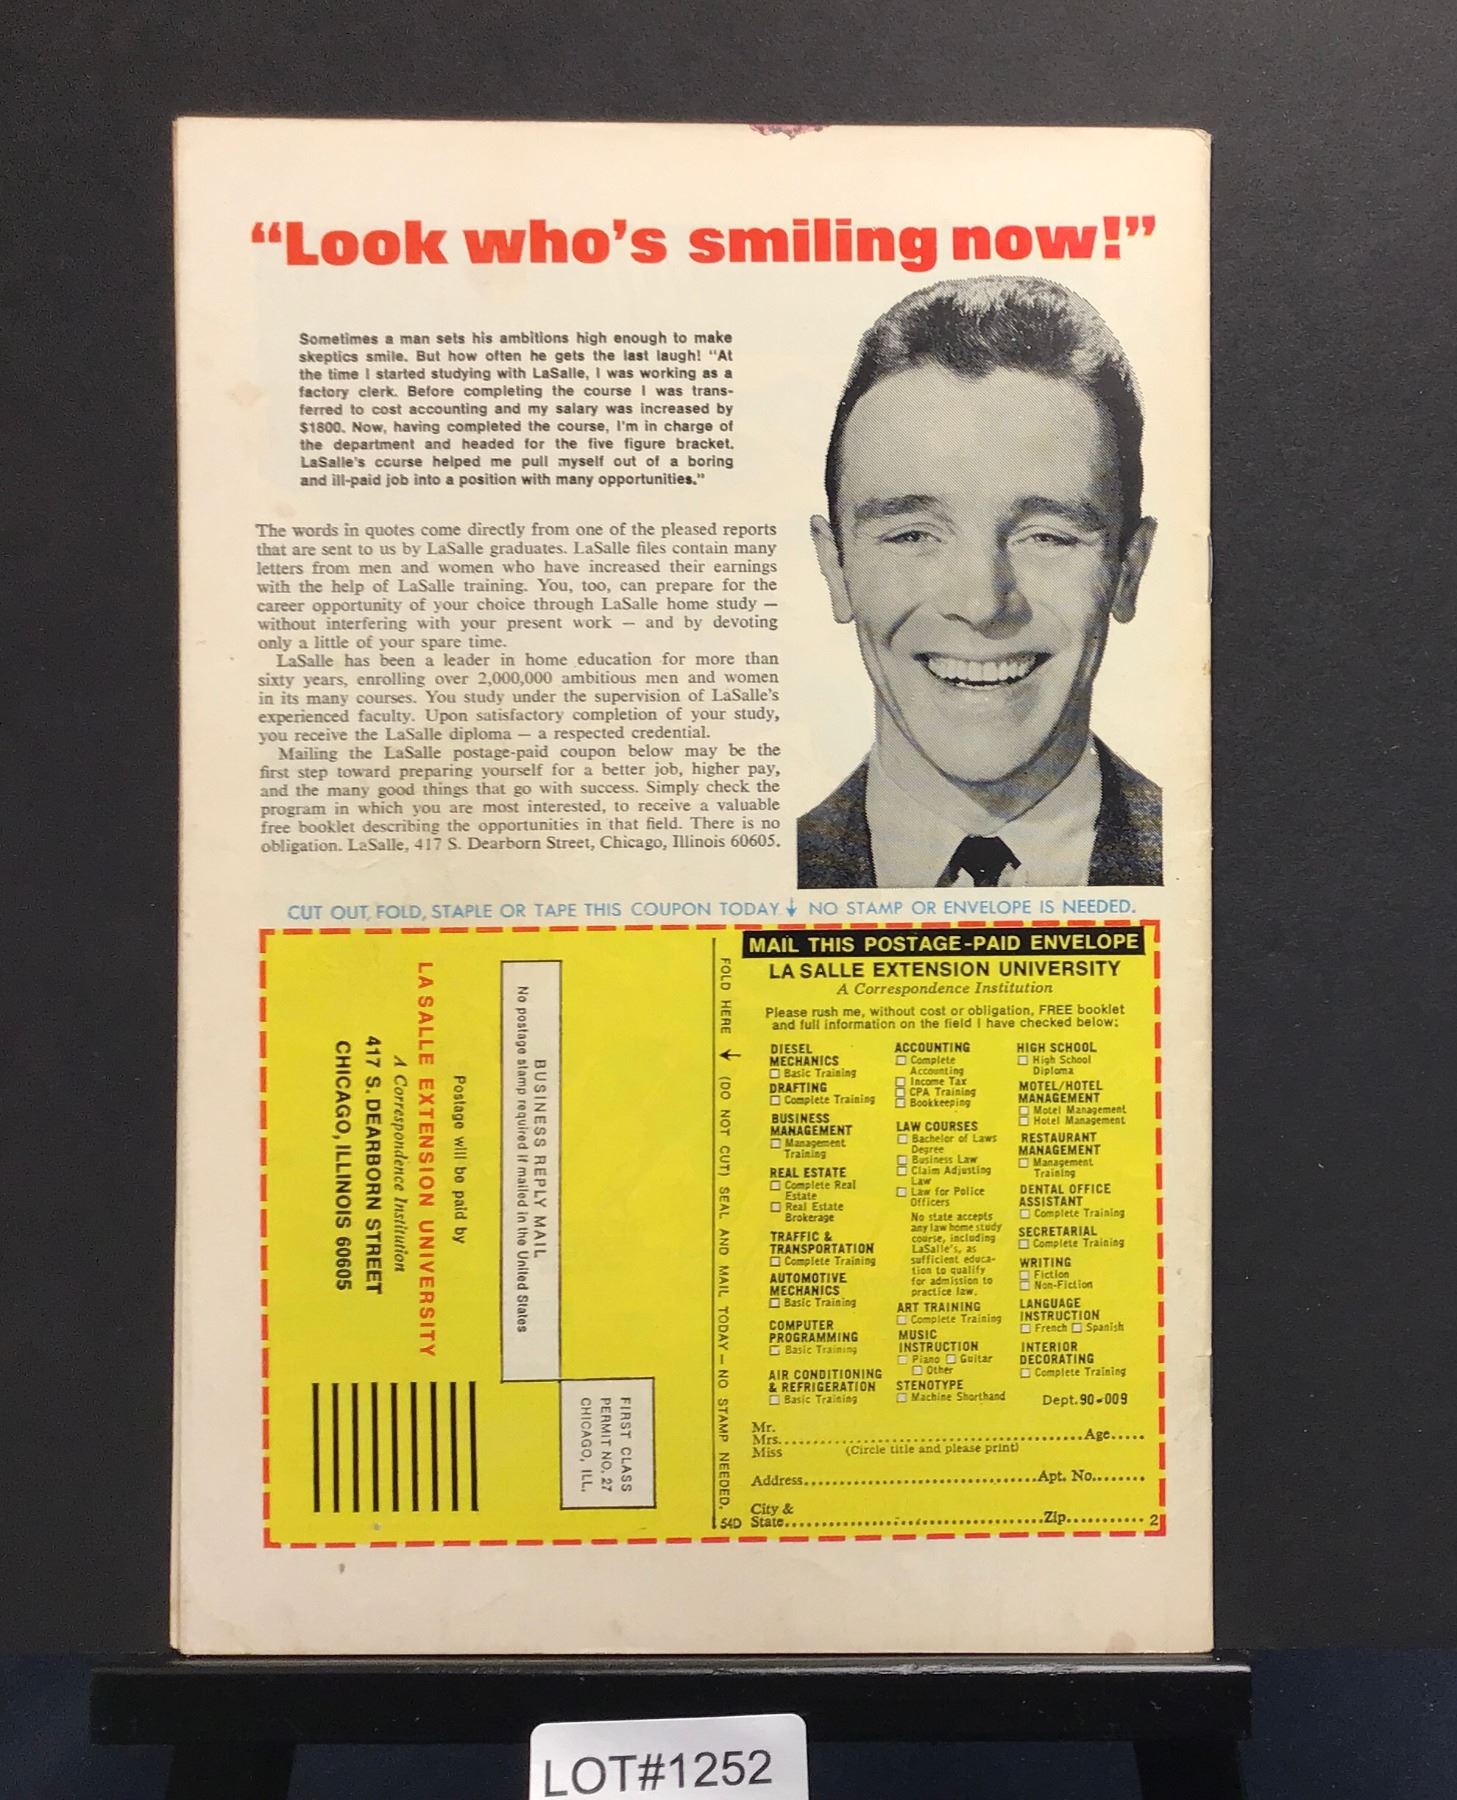 “Look who’s smiling now!”
Sometimes a man sets his ambitions high enough to make
skeptics smile. But how often he gets the last laugh! “At
the time I started studying with LaSalle, I was working as a
factory clerk. Before completing the course I was trans-
ferred to cost accounting and my salary was increased by
$1800. Now, having completed the course, I’m in charge of
the department and headed for the five figure bracket.
LaSalle’s course helped me pull myself out of a boring
and ill-paid job into a position with many opportunities.”
The words in quotes come directly from one of the pleased reports
that are sent to us by LaSalle graduates. LaSalle files contain many
letters from men and women who have increased their earnings
with the help of LaSalle training. You, too, can prepare for the
career opportunity of your choice through LaSalle home study —
without interfering with your present work — and by devoting
only a little of your spare time.
LaSalle has been a leader in home education for more than
sixty years, enrolling over 2,000,000 ambitious men and women
in its many courses. You study under the supervision of LaSalle’s
experienced faculty. Upon satisfactory completion of your study,
you receive the LaSalle diploma — a respected credential.
Mailing the LaSalle postage-paid coupon below may be the
first step toward preparing yourself for a better job, higher pay,
and the many good things that go with success. Simply check the
program in which you are most interested, to receive a valuable
free booklet describing the opportunities in that field. There is no
obligation. LaSalle, 417 S. Dearborn Street, Chicago, Illinois 60605.
CUT OUT, FOLD, STAPLE OR TAPE THIS COUPON TODAY ↓ NO STAMP OR ENVELOPE IS NEEDED.
FIRST CLASS
PERMIT NO. 27
CHICAGO, ILL.
BUSINESS REPLY MAIL
No postage stamp required if mailed in the United States
Postage will be paid by
LA SALLE EXTENSION UNIVERSITY
A Correspondence Institution
417 S. DEARBORN STREET
CHICAGO, ILLINOIS 60605
FOLD HERE → (DO NOT CUT) SEAL AND MAIL TODAY — NO STAMP NEEDED.
54D
MAIL THIS POSTAGE-PAID ENVELOPE
LA SALLE EXTENSION UNIVERSITY
A Correspondence Institution
Please rush me, without cost or obligation, FREE booklet
and full information on the field I have checked below:
DIESEL
MECHANICS
☐ Basic Training
DRAFTING
☐ Complete Training
BUSINESS
MANAGEMENT
☐ Management
Training
REAL ESTATE
☐ Complete Real
Estate
☐ Real Estate
Brokerage
TRAFFIC &
TRANSPORTATION
☐ Complete Training
AUTOMOTIVE
MECHANICS
☐ Basic Training
COMPUTER
PROGRAMMING
☐ Basic Training
AIR CONDITIONING
& REFRIGERATION
☐ Basic Training
ACCOUNTING
☐ Complete
Accounting
☐ Income Tax
☐ CPA Training
☐ Bookkeeping
LAW COURSES
☐ Bachelor of Laws
Degree
☐ Business Law
☐ Claim Adjusting
Law
☐ Law for Police
Officers
No state accepts
any law home study
course, including
LaSalle’s, as
sufficient educa-
tion to qualify
for admission to
practice law.
ART TRAINING
☐ Complete Training
MUSIC
INSTRUCTION
☐ Piano ☐ Guitar
☐ Other
STENOTYPE
☐ Machine Shorthand
HIGH SCHOOL
☐ High School
Diploma
MOTEL/HOTEL
MANAGEMENT
☐ Motel Management
☐ Hotel Management
RESTAURANT
MANAGEMENT
☐ Management
Training
DENTAL OFFICE
ASSISTANT
☐ Complete Training
SECRETARIAL
☐ Complete Training
WRITING
☐ Fiction
☐ Non-Fiction
LANGUAGE
INSTRUCTION
☐ French ☐ Spanish
INTERIOR
DECORATING
☐ Complete Training
Dept. 90-009
Mr.
Mrs. Age
Miss (Circle title and please print)
Address Apt. No.
City &
State Zip 2
LOT#1252